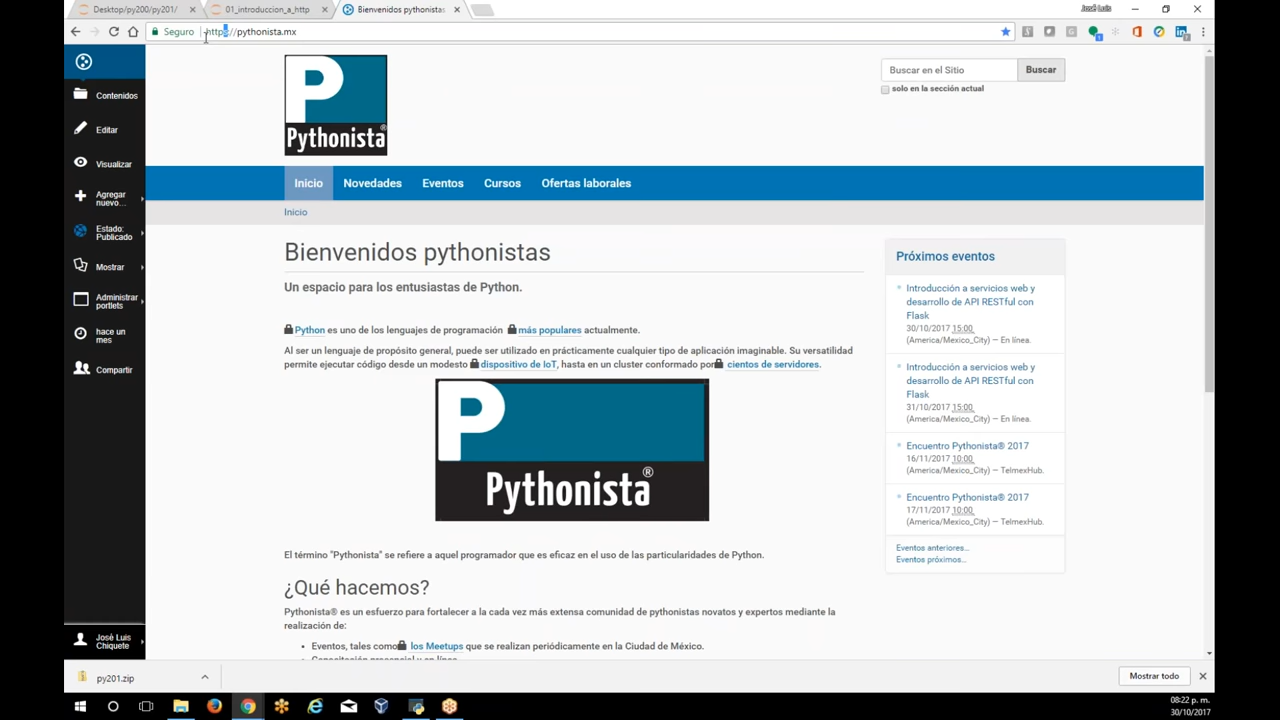 Desktop/py200/py201/
01_introduccion_a_http
Bienvenidos pythonistas
José Luis
Seguro
https://pythonista.mx
P
Pythonista®
Buscar en el Sitio
Buscar
solo en la sección actual
Contenidos
Editar
Visualizar
Agregar
nuevo...
Estado:
Publicado
Mostrar
Administrar
portlets
hace un
mes
Compartir
José Luis
Chiquete
Inicio
Novedades
Eventos
Cursos
Ofertas laborales
Inicio
Bienvenidos pythonistas
Un espacio para los entusiastas de Python.
Python es uno de los lenguajes de programación más populares actualmente.
Al ser un lenguaje de propósito general, puede ser utilizado en prácticamente cualquier tipo de aplicación imaginable. Su versatilidad
permite ejecutar código desde un modesto dispositivo de IoT, hasta en un cluster conformado por cientos de servidores.
P
Pythonista®
El término "Pythonista" se refiere a aquel programador que es eficaz en el uso de las particularidades de Python.
¿Qué hacemos?
Pythonista® es un esfuerzo para fortalecer a la cada vez más extensa comunidad de pythonistas novatos y expertos mediante la
realización de:
Eventos, tales como los Meetups que se realizan periódicamente en la Ciudad de México.
Capacitación presencial y en línea.
Próximos eventos
Introducción a servicios web y
desarrollo de API RESTful con
Flask
30/10/2017 15:00
(America/Mexico_City) — En línea.
Introducción a servicios web y
desarrollo de API RESTful con
Flask
31/10/2017 15:00
(America/Mexico_City) — En línea.
Encuentro Pythonista® 2017
16/11/2017 10:00
(America/Mexico_City) — TelmexHub.
Encuentro Pythonista® 2017
17/11/2017 10:00
(America/Mexico_City) — TelmexHub.
Eventos anteriores...
Eventos próximos...
py201.zip
Mostrar todo
08:22 p. m.
30/10/2017